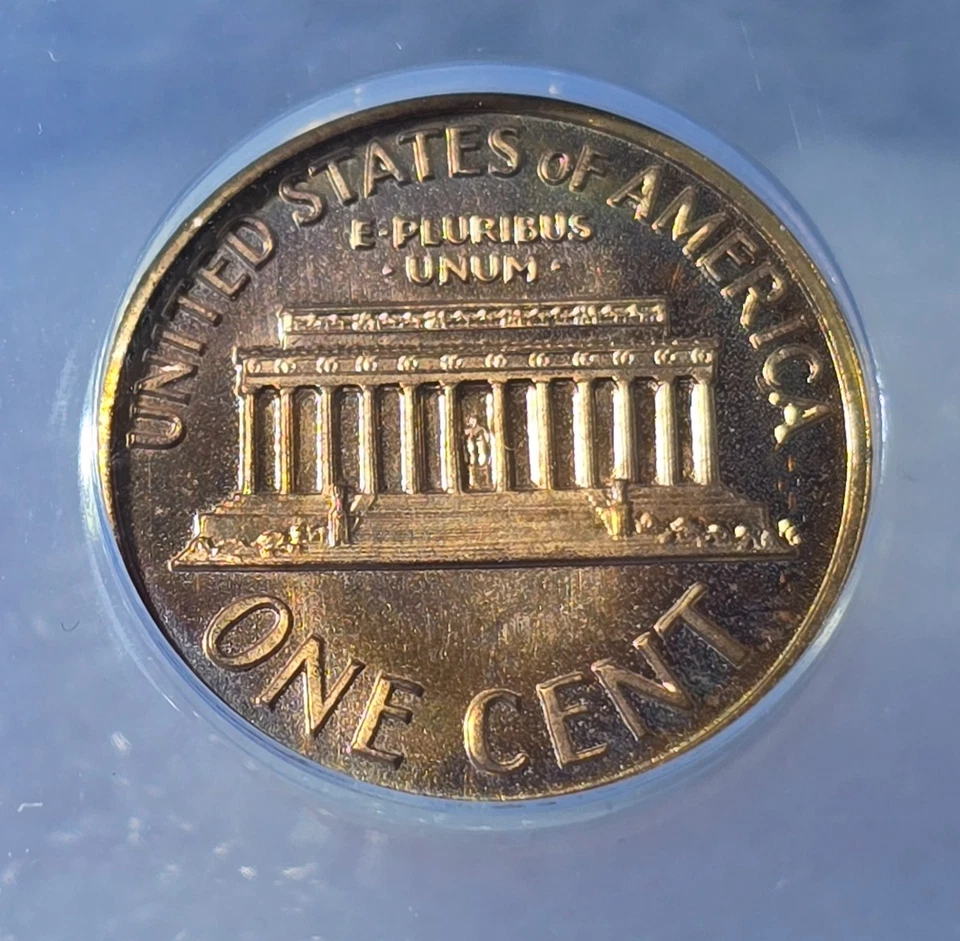 UNITED STATES OF AMERICA
E·PLURIBUS
·UNUM·
ONE CENT